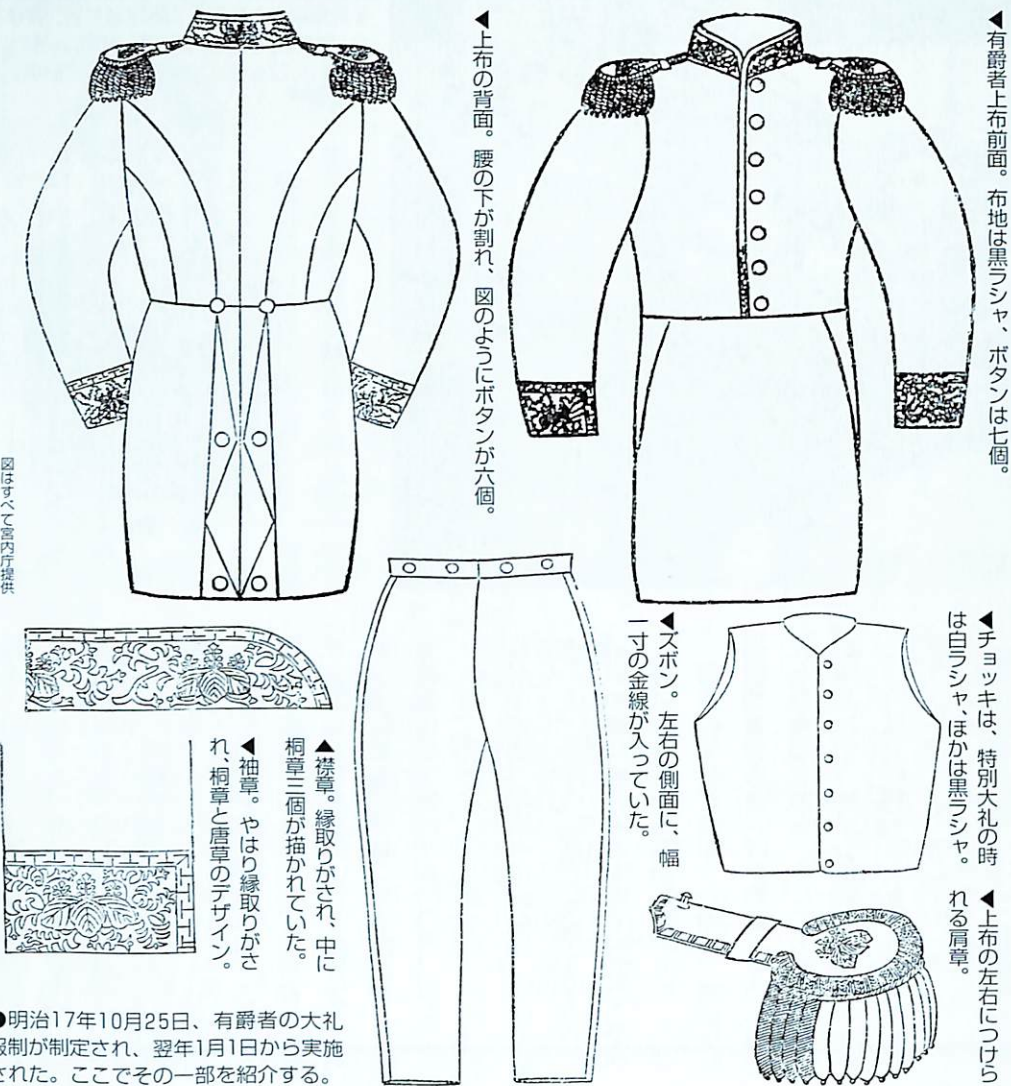 ◀有爵者上布前面。布地は黒ラシャ、ボタンは七個。
◀上布の背面。腰の下が割れ、図のようにボタンが六個。
図はすべて宮内庁提供
◀チョッキは、特別大礼の時
は白ラシャ、ほかは黒ラシャ。
◀ズボン。左右の側面に、幅
一寸の金線が入っていた。
◀上布の左右につけら
れる肩章。
▲襟章。縁取りがされ、中に
桐章三個が描かれていた。
◀袖章。やはり縁取りがさ
れ、桐章と唐草のデザイン。
●明治17年10月25日、有爵者の大礼
服制が制定され、翌年1月1日から実施
された。ここでその一部を紹介する。